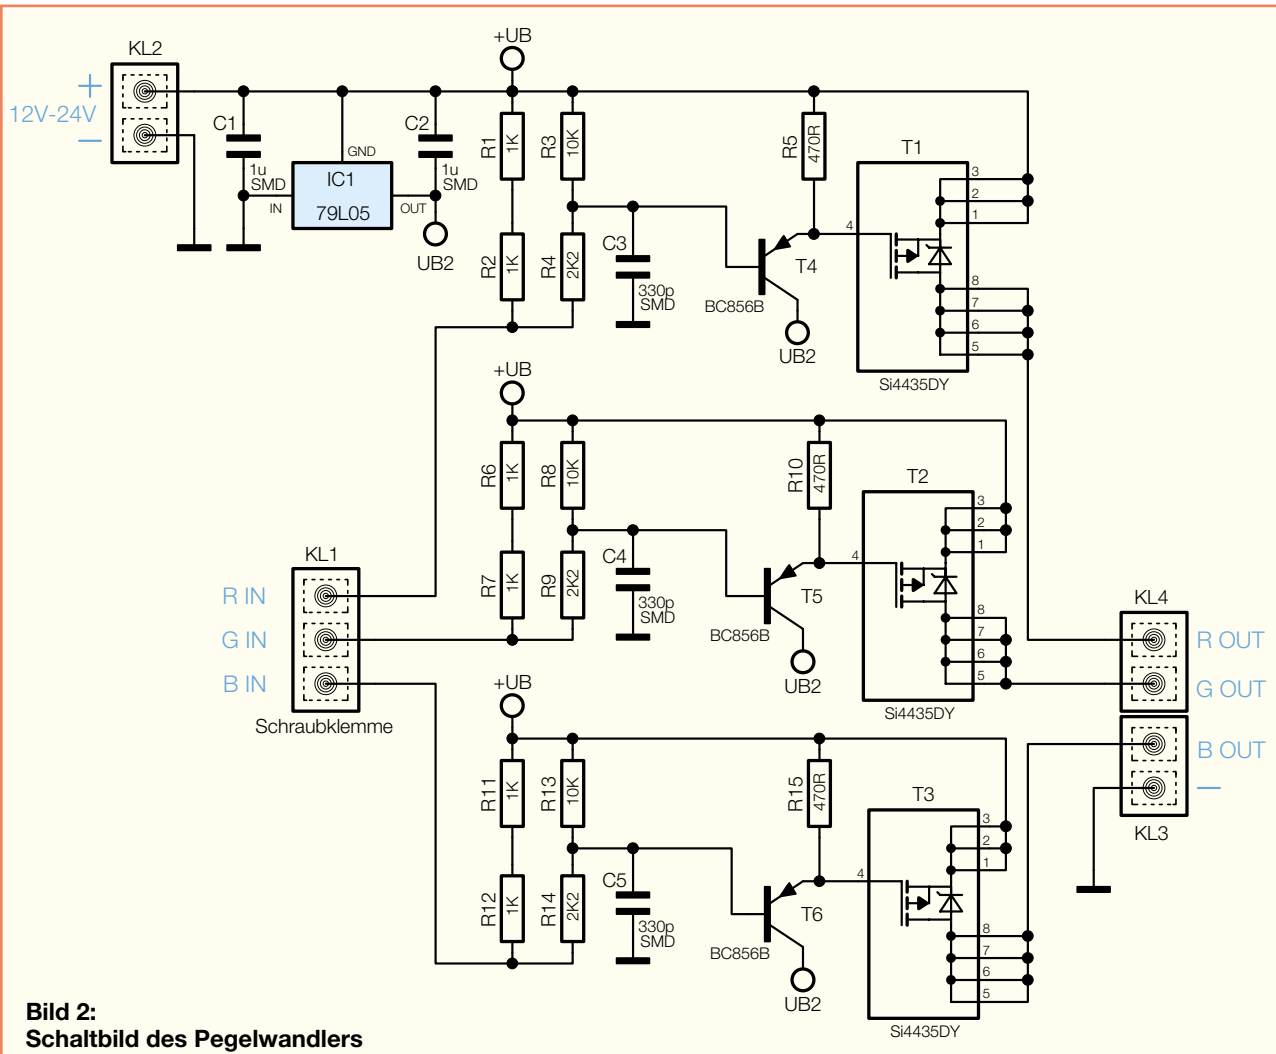 +UB
KL2
+
12V-24V
−
C1
1u
SMD
GND
IC1
79L05
IN
OUT
C2
1u
SMD
UB2
R1
1K
R3
10K
R2
1K
R4
2K2
C3
330p
SMD
R5
470R
T4
BC856B
UB2
T1
4
3
2
1
8
7
6
5
Si4435DY
+UB
R6
1K
R8
10K
R7
1K
R9
2K2
C4
330p
SMD
R10
470R
T5
BC856B
UB2
T2
4
3
2
1
8
7
6
5
Si4435DY
KL1
R IN
G IN
B IN
Schraubklemme
KL4
R OUT
G OUT
B OUT
−
KL3
+UB
R11
1K
R13
10K
R12
1K
R14
2K2
C5
330p
SMD
R15
470R
T6
BC856B
UB2
T3
4
3
2
1
8
7
6
5
Si4435DY
Bild 2:
Schaltbild des Pegelwandlers